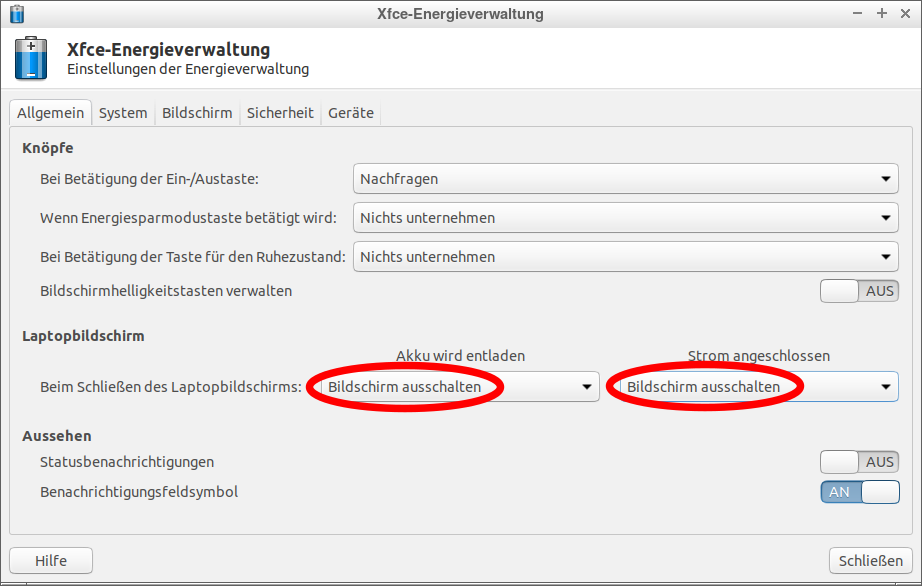 Xfce-Energieverwaltung
Xfce-Energieverwaltung
Einstellungen der Energieverwaltung
Allgemein System Bildschirm Sicherheit Geräte
Knöpfe
Bei Betätigung der Ein-/Austaste: Nachfragen
Wenn Energiesparmodustaste betätigt wird: Nichts unternehmen
Bei Betätigung der Taste für den Ruhezustand: Nichts unternehmen
Bildschirmhelligkeitstasten verwalten AUS
Laptopbildschirm
Akku wird entladen Strom angeschlossen
Beim Schließen des Laptopbildschirms: Bildschirm ausschalten Bildschirm ausschalten
Aussehen
Statusbenachrichtigungen AUS
Benachrichtigungsfeldsymbol AN
Hilfe Schließen